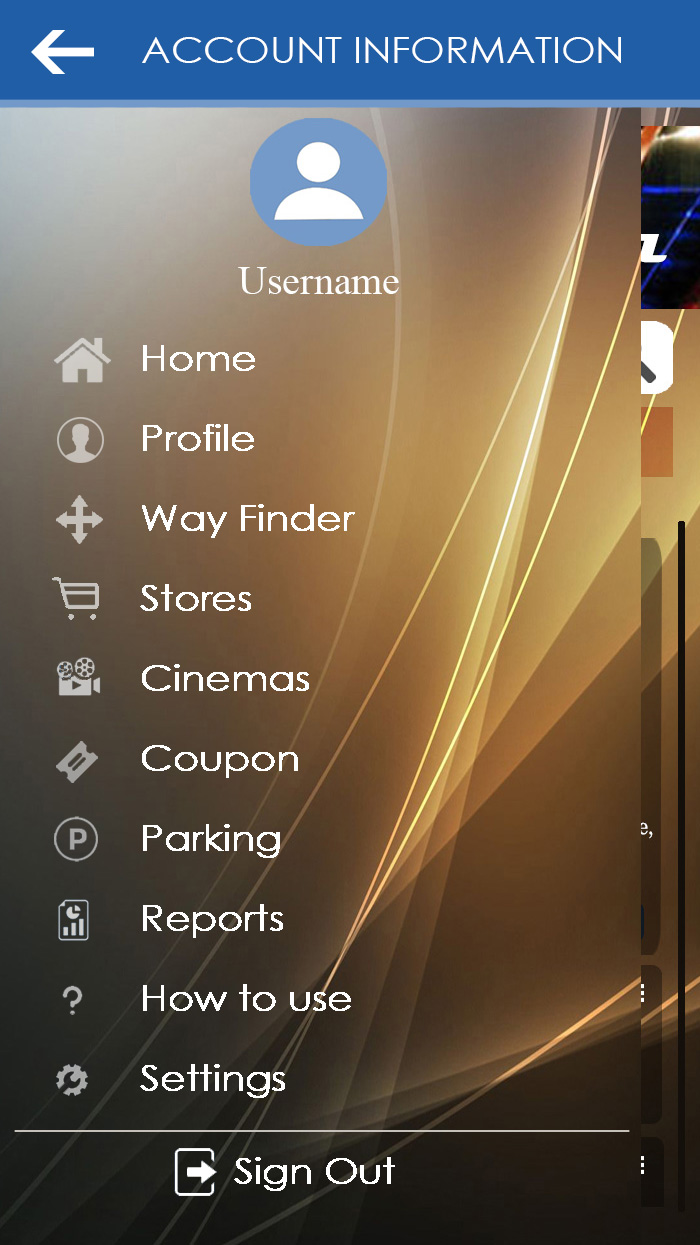 ACCOUNT INFORMATION
Username
Home
Profile
Way Finder
Stores
Cinemas
Coupon
P
Parking
e,
Reports
?
How to use
Settings
Sign Out